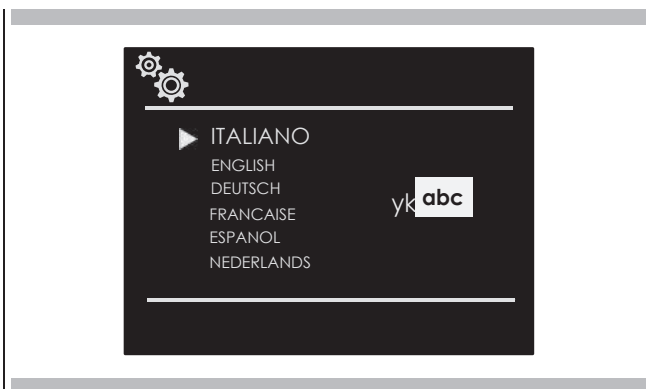 ITALIANO
ENGLISH
DEUTSCH
FRANCAISE
ESPANOL
NEDERLANDS
yk abc